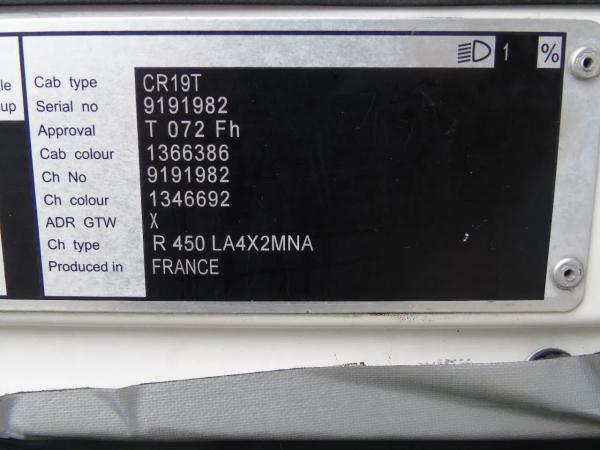 1 %
le
up
Cab type CR19T
Serial no 9191982
Approval T 072 Fh
Cab colour 1366386
Ch No 9191982
Ch colour 1346692
ADR GTW X
Ch type R 450 LA4X2MNA
Produced in FRANCE